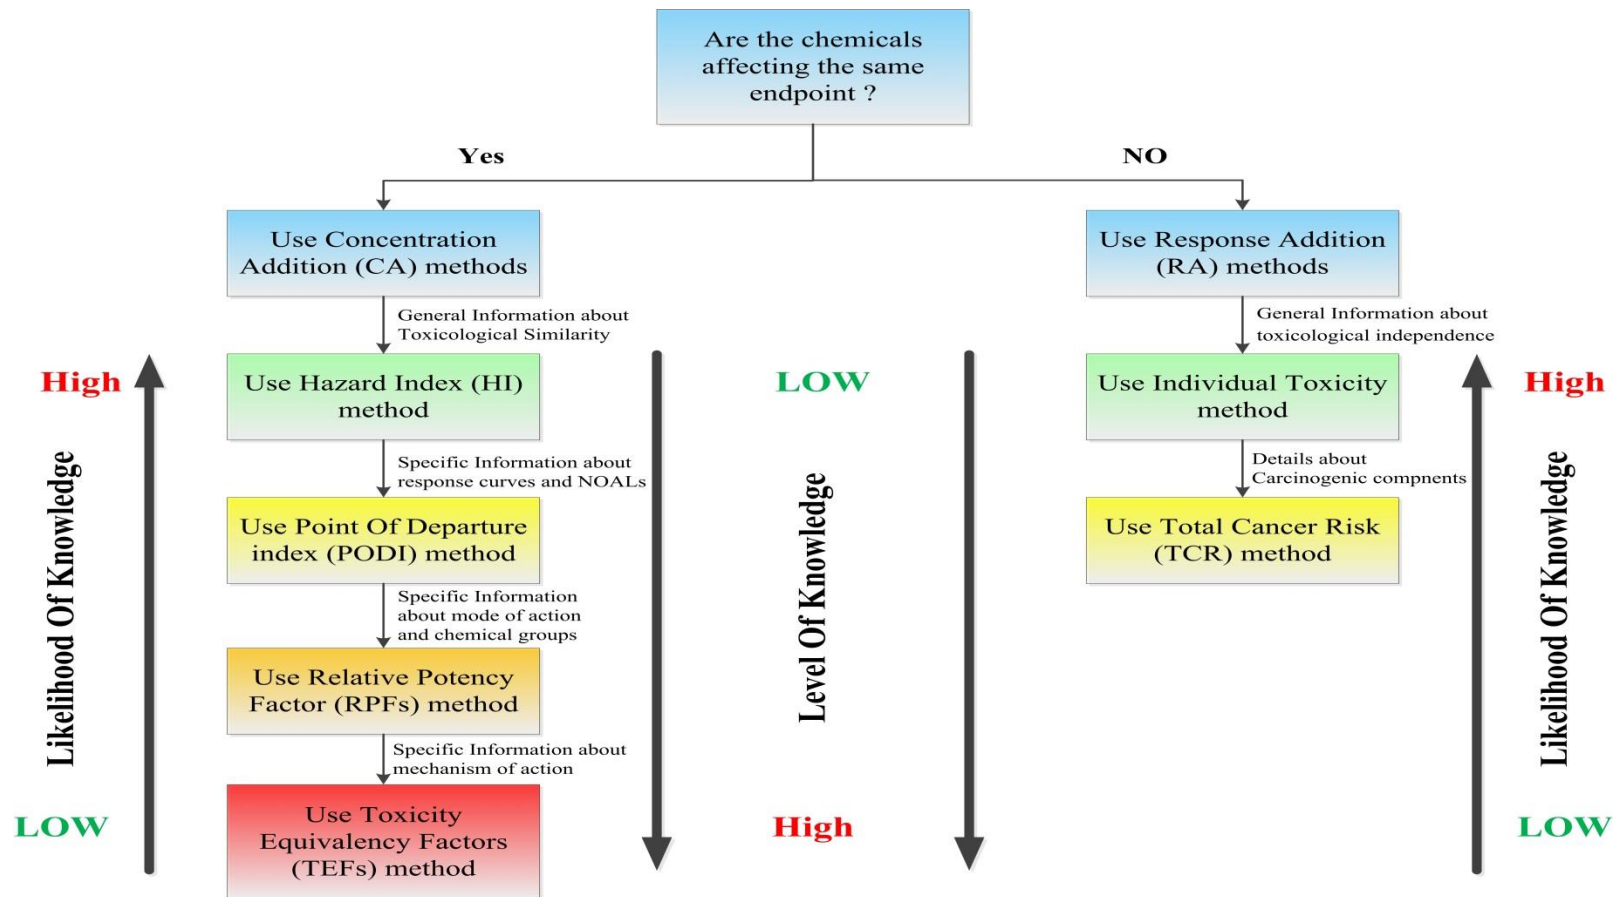 Are the chemicals
affecting the same
endpoint ?
Yes
NO
Use Concentration
Addition (CA) methods
Use Response Addition
(RA) methods
General Information about
Toxicological Similarity
General Information about
toxicological independence
High
Use Hazard Index (HI)
method
LOW
Use Individual Toxicity
method
High
Specific Information about
response curves and NOALs
Details about
Carcinogenic compnents
Likelihood Of Knowledge
Use Point Of Departure
index (PODI) method
Level Of Knowledge
Use Total Cancer Risk
(TCR) method
Likelihood Of Knowledge
Specific Information
about mode of action
and chemical groups
Use Relative Potency
Factor (RPFs) method
Specific Information about
mechanism of action
LOW
Use Toxicity
Equivalency Factors
(TEFs) method
High
LOW